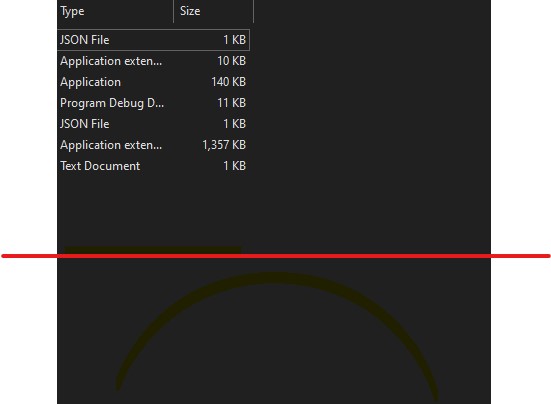 Type Size
JSON File 1 KB
Application exten... 10 KB
Application 140 KB
Program Debug D... 11 KB
JSON File 1 KB
Application exten... 1,357 KB
Text Document 1 KB